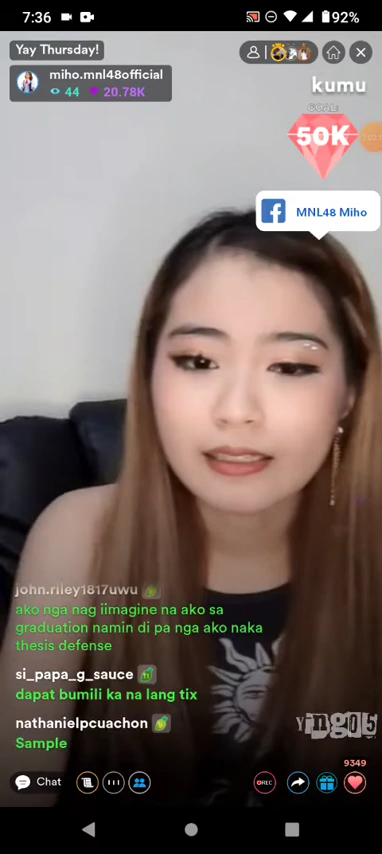 7:36
92%
Yay Thursday!
miho.mnl48official
44 20.78K
kumu
GOAL:
50K
MNL48 Miho
john.riley1817uwu
ako nga nag iimagine na ako sa
graduation namin di pa nga ako naka
thesis defense
si_papa_g_sauce
dapat bumili ka na lang tix
nathanielpcuachon
Sample
9349
Chat
REC